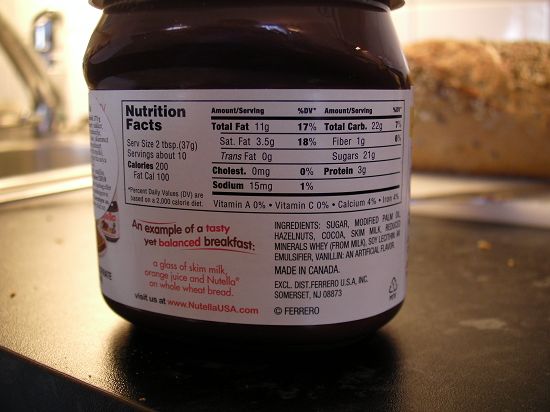 Nutrition
Facts
Serv Size 2 tbsp.(37g)
Servings about 10
Calories 200
Fat Cal 100
*Percent Daily Values (DV) are
based on a 2,000 calorie diet.
Amount/Serving %DV* Amount/Serving %DV*
Total Fat 11g 17% Total Carb. 22g 7%
Sat. Fat 3.5g 18% Fiber 1g
Trans Fat 0g Sugars 21g
Cholest. 0mg 0% Protein 3g
Sodium 15mg 1%
Vitamin A 0% • Vitamin C 0% • Calcium 4% • Iron 4%
An example of a tasty
yet balanced breakfast:
a glass of skim milk,
orange juice and Nutella®
on whole wheat bread.
visit us at www.NutellaUSA.com
INGREDIENTS: SUGAR, MODIFIED PALM OIL,
HAZELNUTS, COCOA, SKIM MILK, REDUCED
MINERALS WHEY (FROM MILK), SOY LECITHIN: AN
EMULSIFIER, VANILLIN: AN ARTIFICIAL FLAVOR.
MADE IN CANADA.
EXCL. DIST. FERRERO U.S.A, INC.
SOMERSET, NJ 08873
© FERRERO